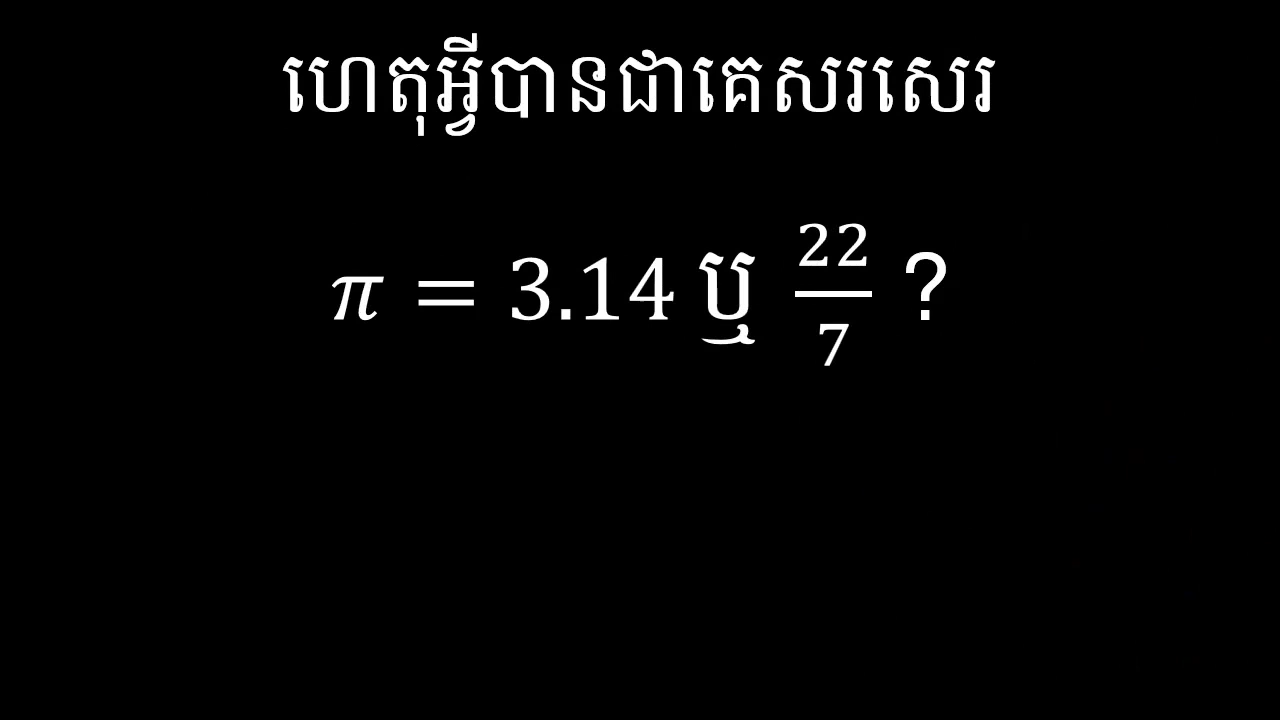 ហេតុអ្វីបានជាគេសរសេរ
π = 3.14 ឬ 22/7 ?